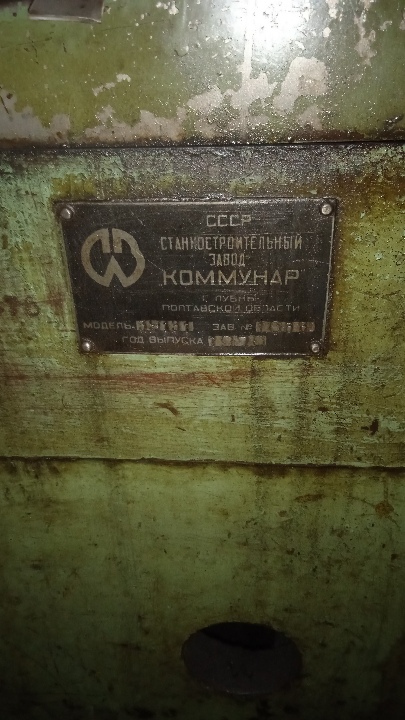 СССР
СТАНКОСТРОИТЕЛЬНЫЙ
ЗАВОД
КОММУНАР
Г. ЛУБНЫ
ПОЛТАВСКОЙ ОБЛАСТИ
МОДЕЛЬ ЗАВ. №
ГОД ВЫПУСКА